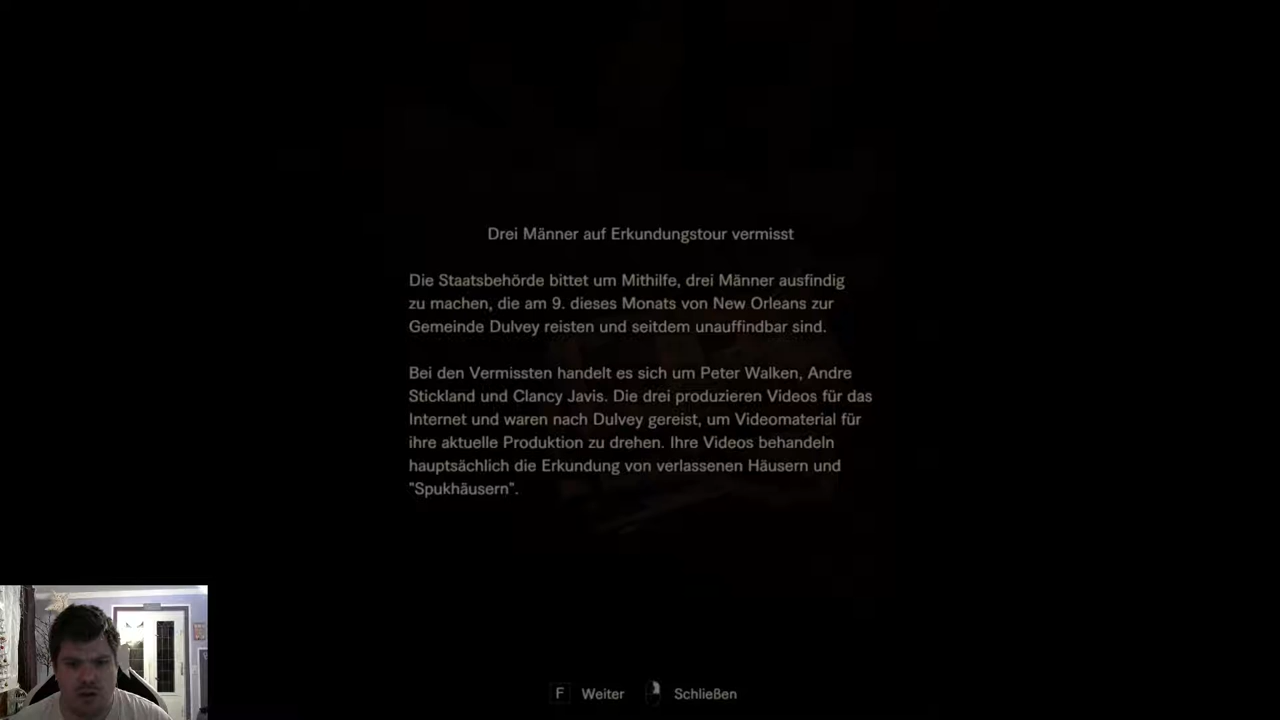 Drei Männer auf Erkundungstour vermisst
Die Staatsbehörde bittet um Mithilfe, drei Männer ausfindig
zu machen, die am 9. dieses Monats von New Orleans zur
Gemeinde Dulvey reisten und seitdem unauffindbar sind.
Bei den Vermissten handelt es sich um Peter Walken, Andre
Stickland und Clancy Javis. Die drei produzieren Videos für das
Internet und waren nach Dulvey gereist, um Videomaterial für
ihre aktuelle Produktion zu drehen. Ihre Videos behandeln
hauptsächlich die Erkundung von verlassenen Häusern und
"Spukhäusern".
F Weiter Schließen